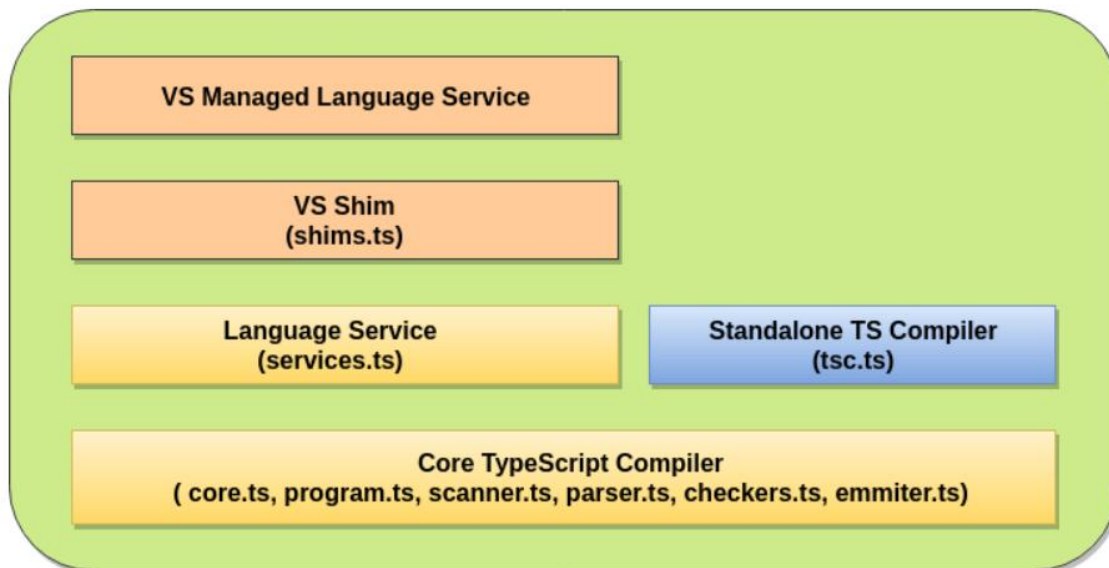 VS Managed Language Service
VS Shim
(shims.ts)
Language Service
(services.ts)
Standalone TS Compiler
(tsc.ts)
Core TypeScript Compiler
( core.ts, program.ts, scanner.ts, parser.ts, checkers.ts, emmiter.ts)